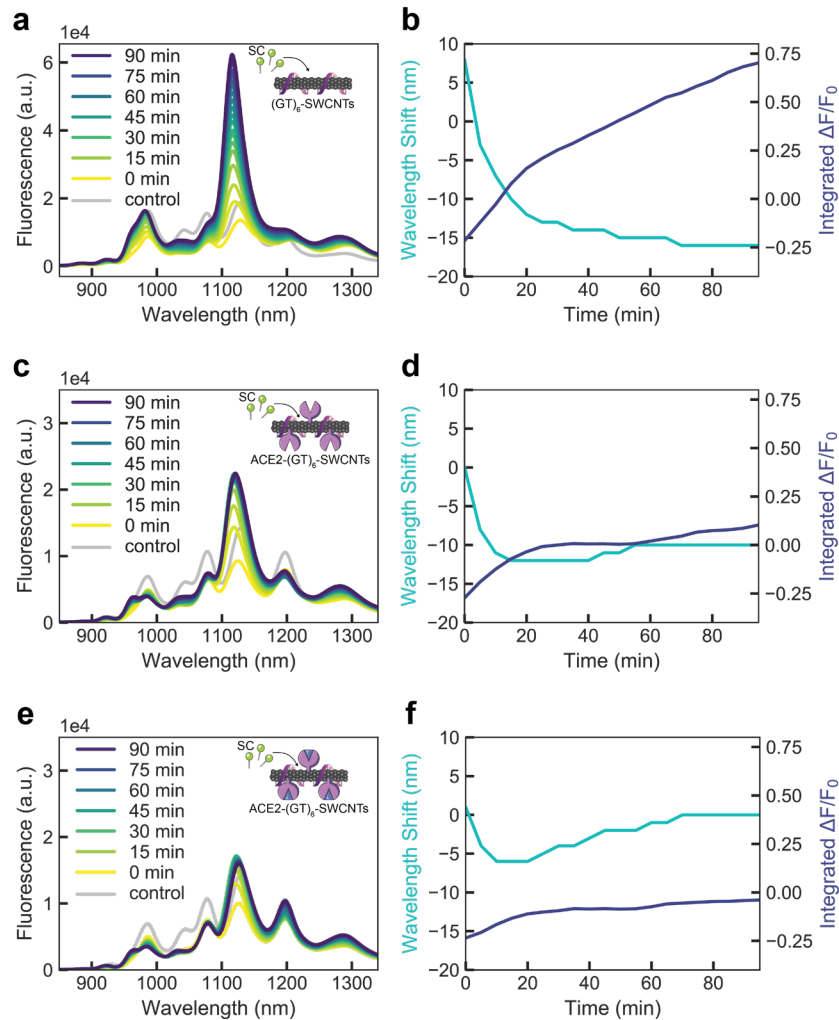 a
1e4
Fluorescence (a.u.)
6
4
2
0
90 min
75 min
60 min
45 min
30 min
15 min
0 min
control
SC
(GT)6-SWCNTs
900 1000 1100 1200 1300
Wavelength (nm)
b
Wavelength Shift (nm)
10
5
0
−5
−10
−15
−20
0.75
0.50
0.25
0.00
−0.25
Integrated ΔF/F0
0 20 40 60 80
Time (min)
c
1e4
Fluorescence (a.u.)
3
2
1
0
90 min
75 min
60 min
45 min
30 min
15 min
0 min
control
SC
ACE2-(GT)6-SWCNTs
900 1000 1100 1200 1300
Wavelength (nm)
d
Wavelength Shift (nm)
10
5
0
−5
−10
−15
−20
0.75
0.50
0.25
0.00
−0.25
Integrated ΔF/F0
0 20 40 60 80
Time (min)
e
1e4
Fluorescence (a.u.)
3
2
1
0
90 min
75 min
60 min
45 min
30 min
15 min
0 min
control
SC
ACE2-(GT)6-SWCNTs
900 1000 1100 1200 1300
Wavelength (nm)
f
Wavelength Shift (nm)
10
5
0
−5
−10
−15
−20
0.75
0.50
0.25
0.00
−0.25
Integrated ΔF/F0
0 20 40 60 80
Time (min)